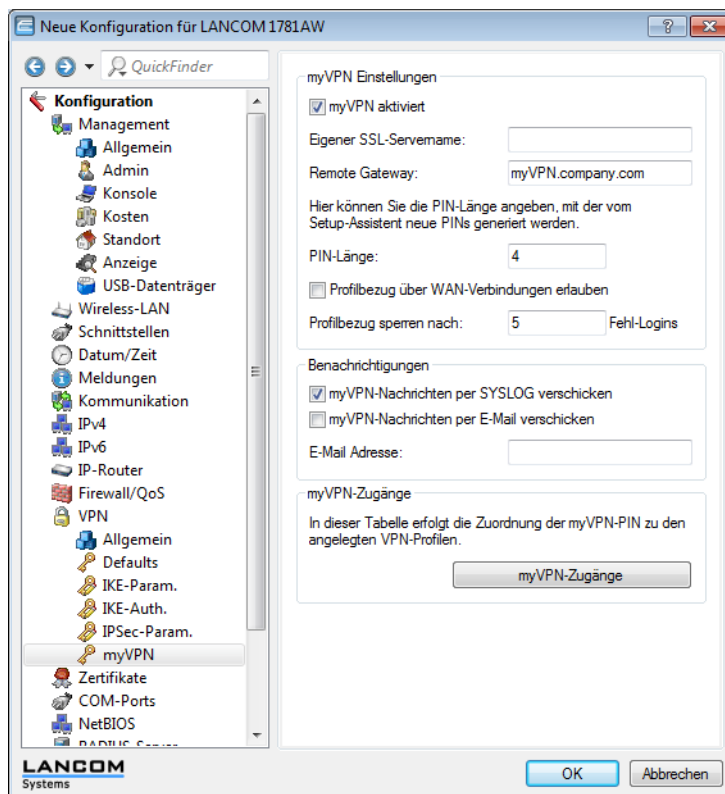 Neue Konfiguration für LANCOM 1781AW
QuickFinder
Konfiguration
Management
Allgemein
Admin
Konsole
Kosten
Standort
Anzeige
USB-Datenträger
Wireless-LAN
Schnittstellen
Datum/Zeit
Meldungen
Kommunikation
IPv4
IPv6
IP-Router
Firewall/QoS
VPN
Allgemein
Defaults
IKE-Param.
IKE-Auth.
IPSec-Param.
myVPN
Zertifikate
COM-Ports
NetBIOS
RADIUS-Server
myVPN Einstellungen
myVPN aktiviert
Eigener SSL-Servername:
Remote Gateway: myVPN.company.com
Hier können Sie die PIN-Länge angeben, mit der vom
Setup-Assistent neue PINs generiert werden.
PIN-Länge: 4
Profilbezug über WAN-Verbindungen erlauben
Profilbezug sperren nach: 5 Fehl-Logins
Benachrichtigungen
myVPN-Nachrichten per SYSLOG verschicken
myVPN-Nachrichten per E-Mail verschicken
E-Mail Adresse:
myVPN-Zugänge
In dieser Tabelle erfolgt die Zuordnung der myVPN-PIN zu den
angelegten VPN-Profilen.
myVPN-Zugänge
LANCOM
Systems
OK
Abbrechen